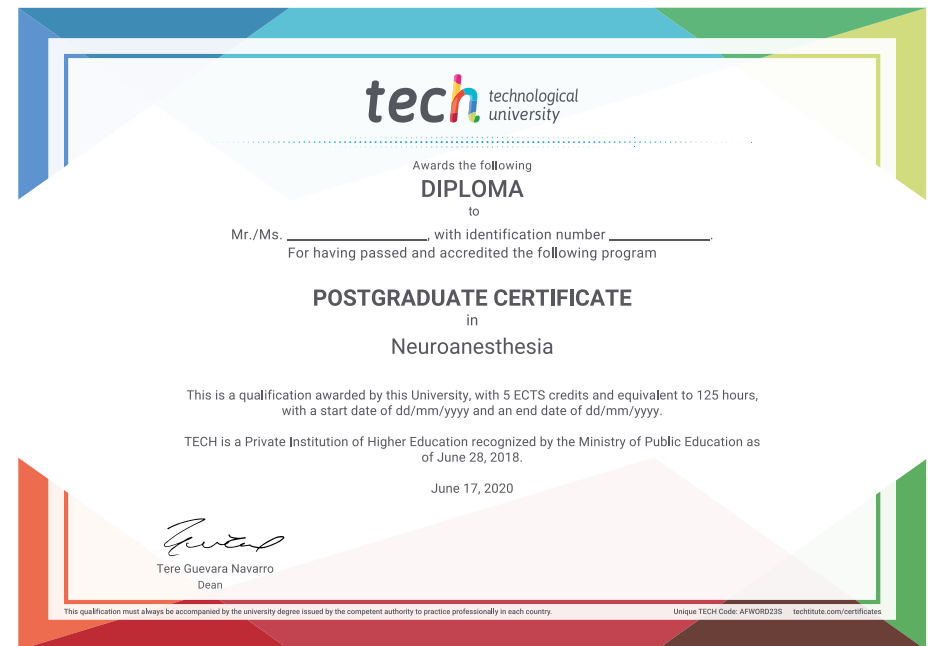 tech technological
university
Awards the following
DIPLOMA
to
Mr./Ms. ____________________, with identification number ______________.
For having passed and accredited the following program
POSTGRADUATE CERTIFICATE
in
Neuroanesthesia
This is a qualification awarded by this University, with 5 ECTS credits and equivalent to 125 hours,
with a start date of dd/mm/yyyy and an end date of dd/mm/yyyy.
TECH is a Private Institution of Higher Education recognized by the Ministry of Public Education as
of June 28, 2018.
June 17, 2020
Tere Guevara Navarro
Dean
This qualification must always be accompanied by the university degree issued by the competent authority to practice professionally in each country.
Unique TECH Code: AFWORD23S techtitute.com/certificates